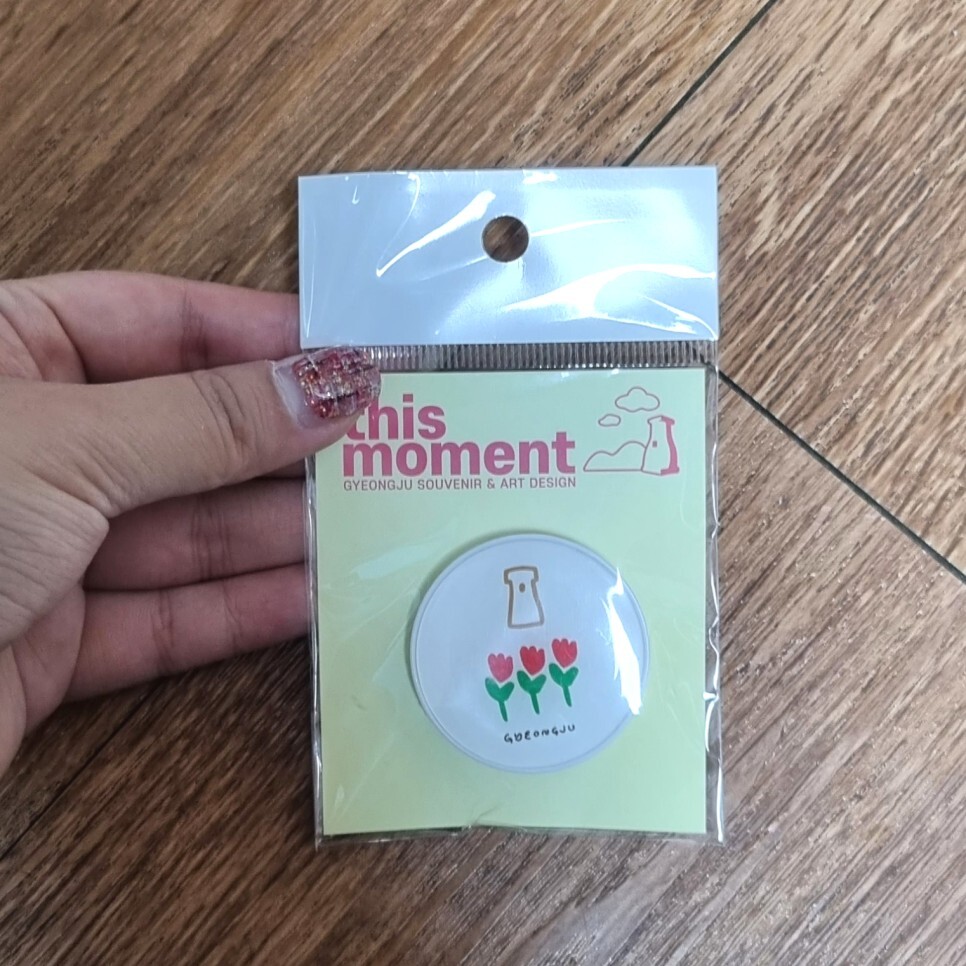 this
moment
GYEONGJU SOUVENIR & ART DESIGN
GYEONGJU